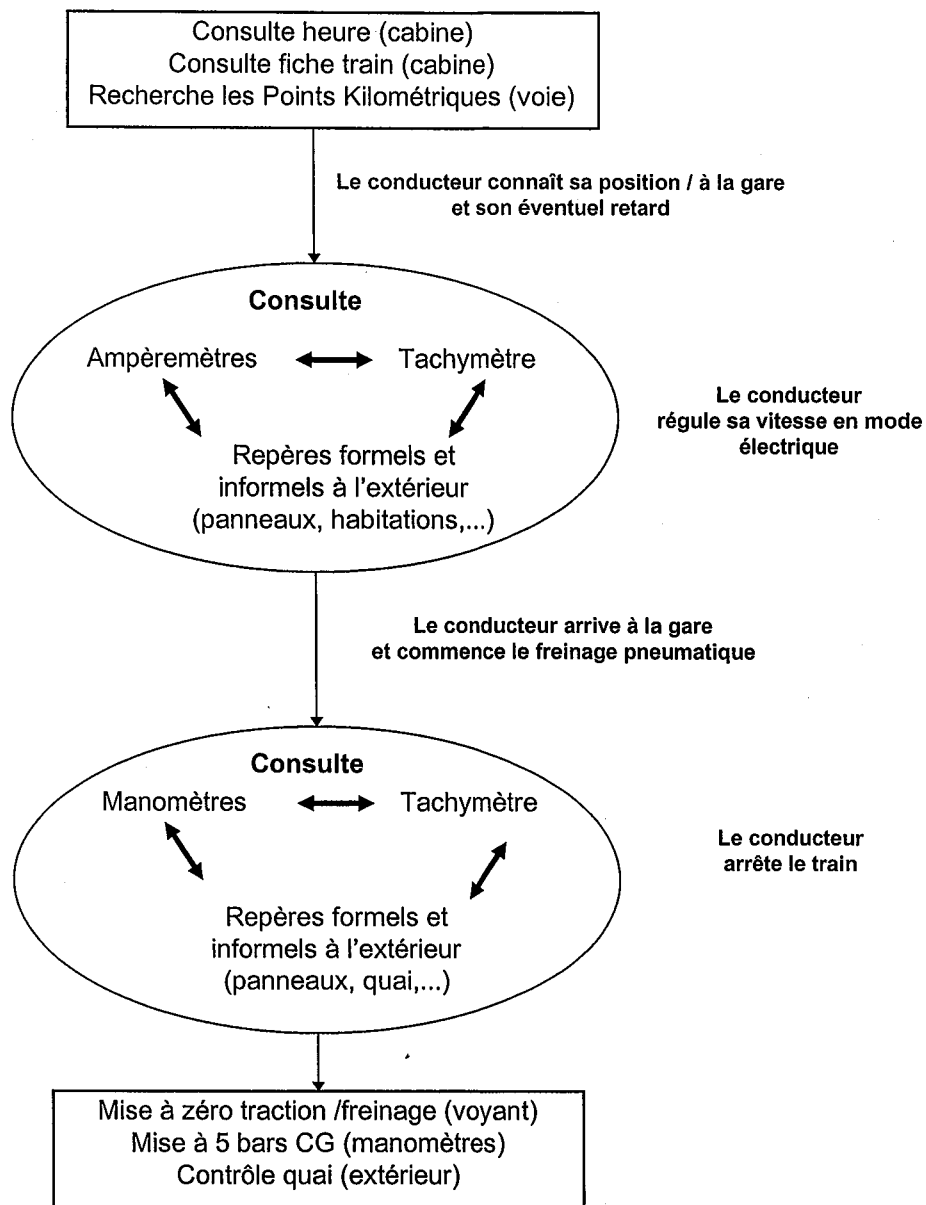 Consulte heure (cabine)
Consulte fiche train (cabine)
Recherche les Points Kilométriques (voie)
Le conducteur connaît sa position / à la gare
et son éventuel retard
Consulte
Ampèremètres
Tachymètre
Repères formels et
informels à l'extérieur
(panneaux, habitations,...)
Le conducteur
régule sa vitesse en mode
électrique
Le conducteur arrive à la gare
et commence le freinage pneumatique
Consulte
Manomètres
Tachymètre
Repères formels et
informels à l'extérieur
(panneaux, quai,...)
Le conducteur
arrête le train
Mise à zéro traction /freinage (voyant)
Mise à 5 bars CG (manomètres)
Contrôle quai (extérieur)